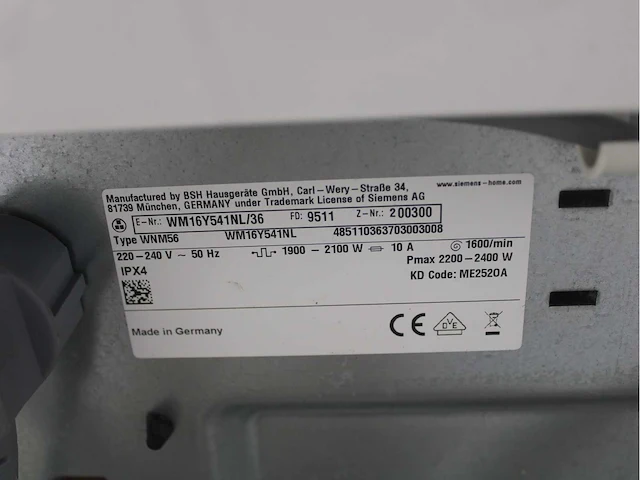 Manufactured by BSH Hausgeräte GmbH, Carl-Wery-Straße 34,
81739 München, GERMANY under Trademark License of Siemens AG
www.siemens-home.com
E-Nr.: WM16Y541NL/36 FD: 9511 Z-Nr.: 200300
Type WNM56 WM16Y541NL 485110363703003008
220-240 V ~ 50 Hz 1900-2100 W 10 A 1600/min
IPX4 Pmax 2200-2400 W
KD Code: ME252OA
Made in Germany CE DVE